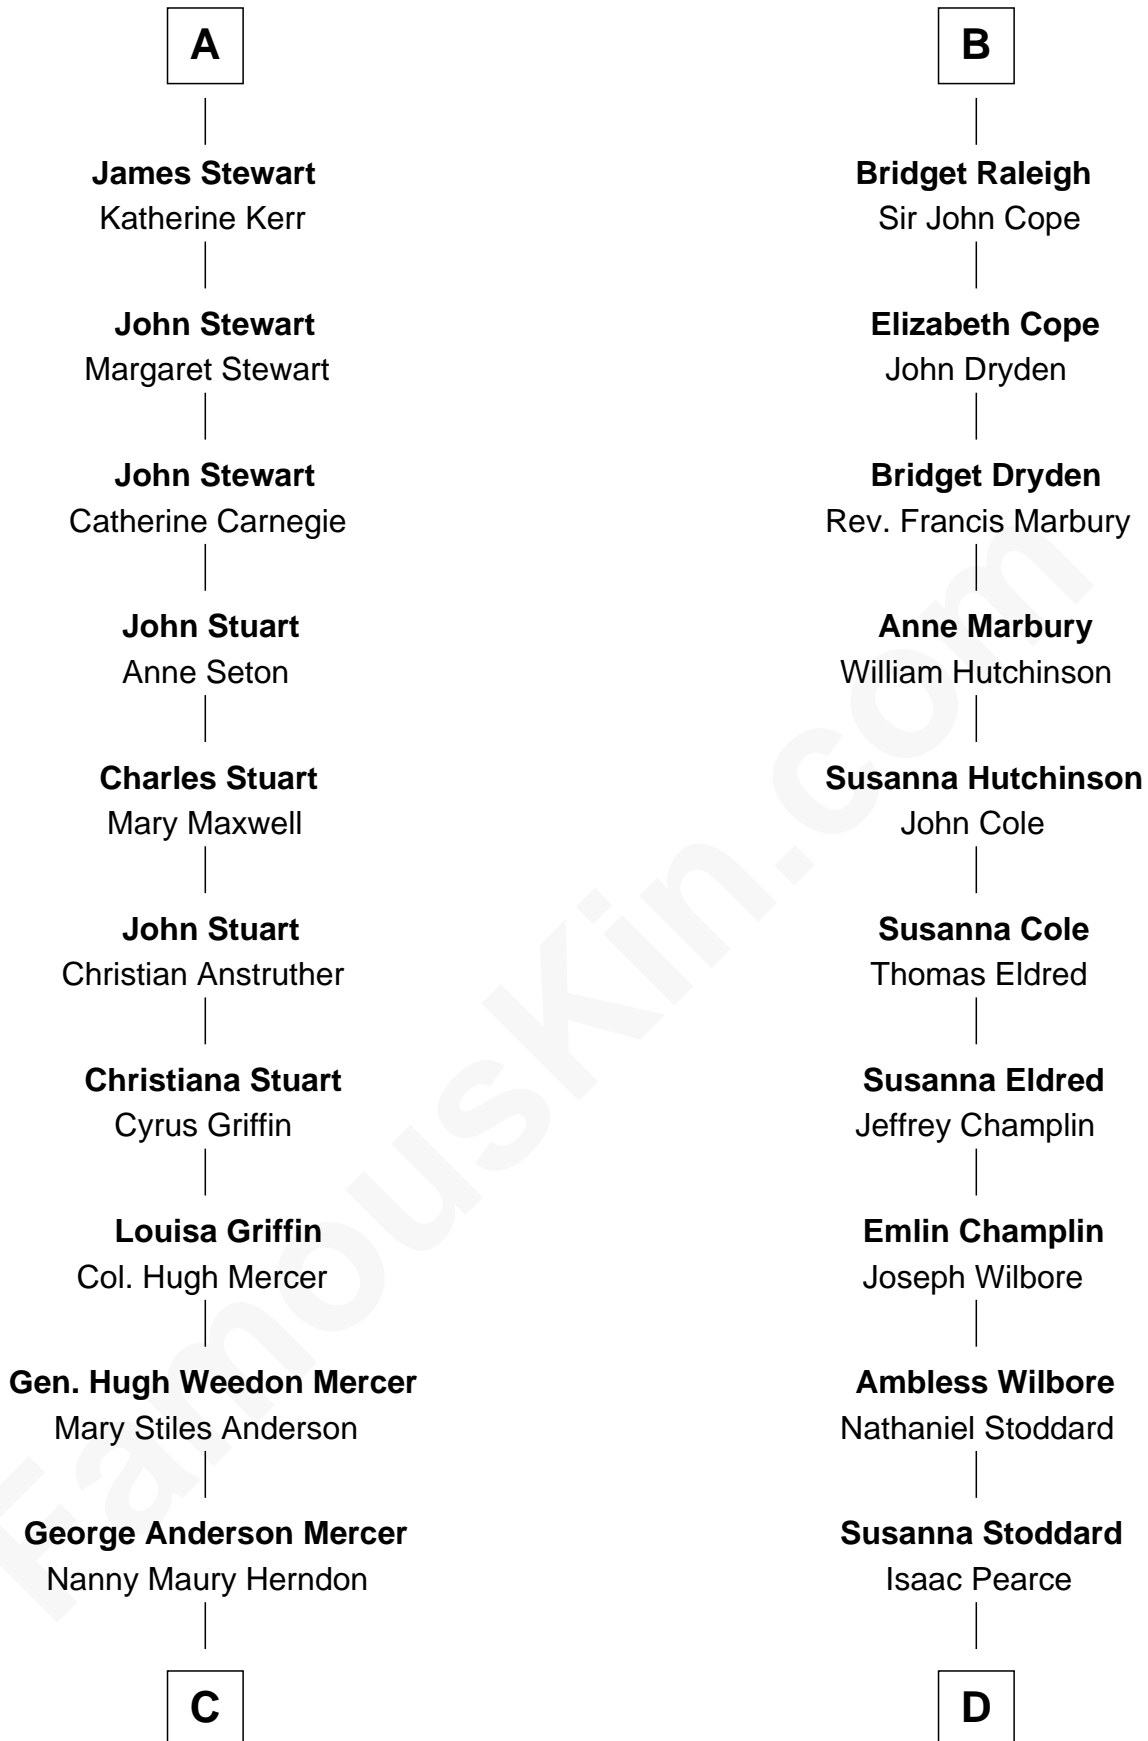 A
James Stewart
Katherine Kerr
John Stewart
Margaret Stewart
John Stewart
Catherine Carnegie
John Stuart
Anne Seton
Charles Stuart
Mary Maxwell
John Stuart
Christian Anstruther
Christiana Stuart
Cyrus Griffin
Louisa Griffin
Col. Hugh Mercer
Gen. Hugh Weedon Mercer
Mary Stiles Anderson
George Anderson Mercer
Nanny Maury Herndon
C
B
Bridget Raleigh
Sir John Cope
Elizabeth Cope
John Dryden
Bridget Dryden
Rev. Francis Marbury
Anne Marbury
William Hutchinson
Susanna Hutchinson
John Cole
Susanna Cole
Thomas Eldred
Susanna Eldred
Jeffrey Champlin
Emlin Champlin
Joseph Wilbore
Ambless Wilbore
Nathaniel Stoddard
Susanna Stoddard
Isaac Pearce
D
FamousKin.com